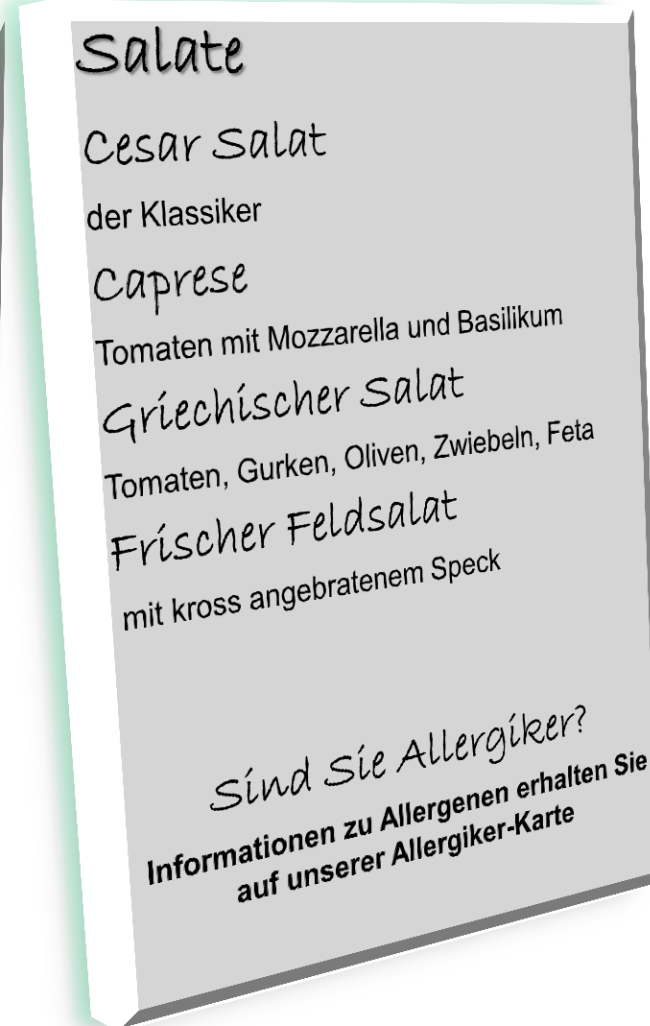 Salate
Cesar Salat
der Klassiker
Caprese
Tomaten mit Mozzarella und Basilikum
Griechischer Salat
Tomaten, Gurken, Oliven, Zwiebeln, Feta
Frischer Feldsalat
mit kross angebratenem Speck
Sind Sie Allergiker?
Informationen zu Allergenen erhalten Sie
auf unserer Allergiker-Karte